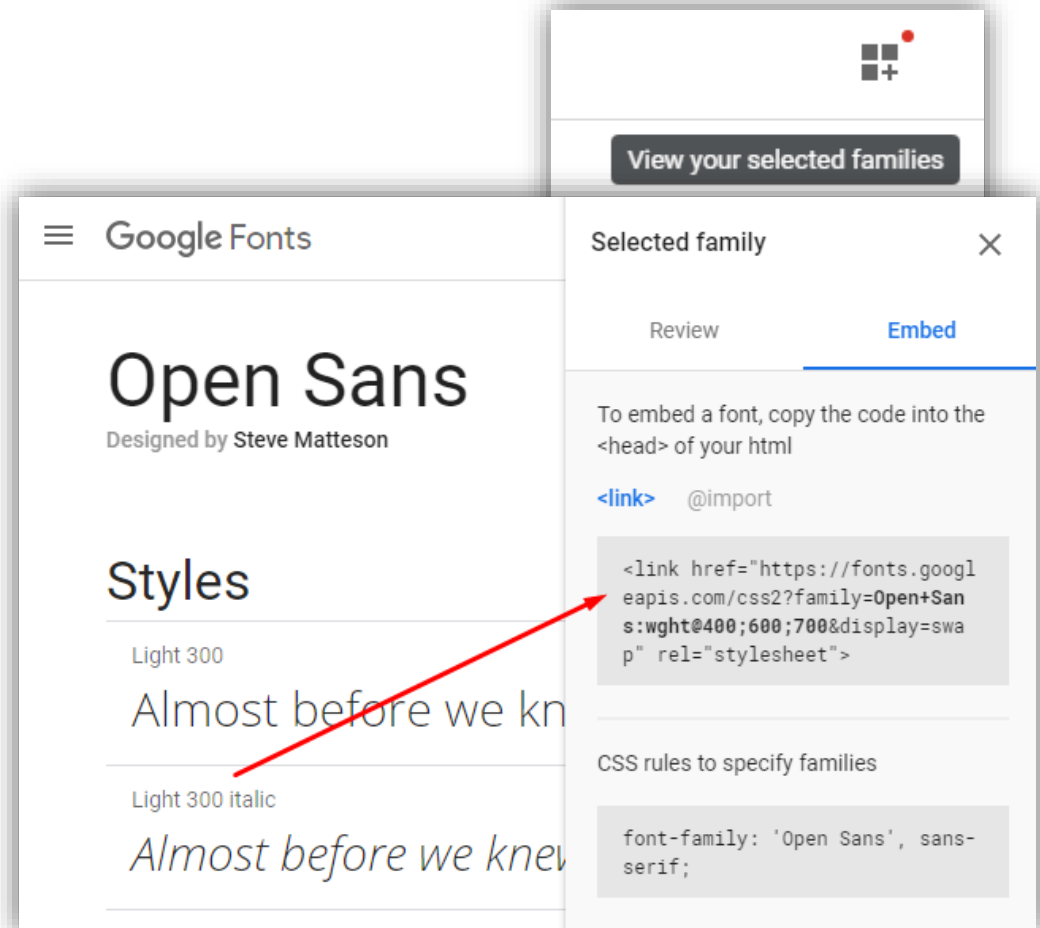 View your selected families
Google Fonts
Open Sans
Designed by Steve Matteson
Styles
Light 300
Almost before we kn
Light 300 italic
Almost before we knew
Selected family
Review
Embed
To embed a font, copy the code into the
<head> of your html
<link>
@import
<link href="https://fonts.googl
eapis.com/css2?family=Open+San
s:wght@400;600;700&display=swa
p" rel="stylesheet">
CSS rules to specify families
font-family: 'Open Sans', sans-
serif;